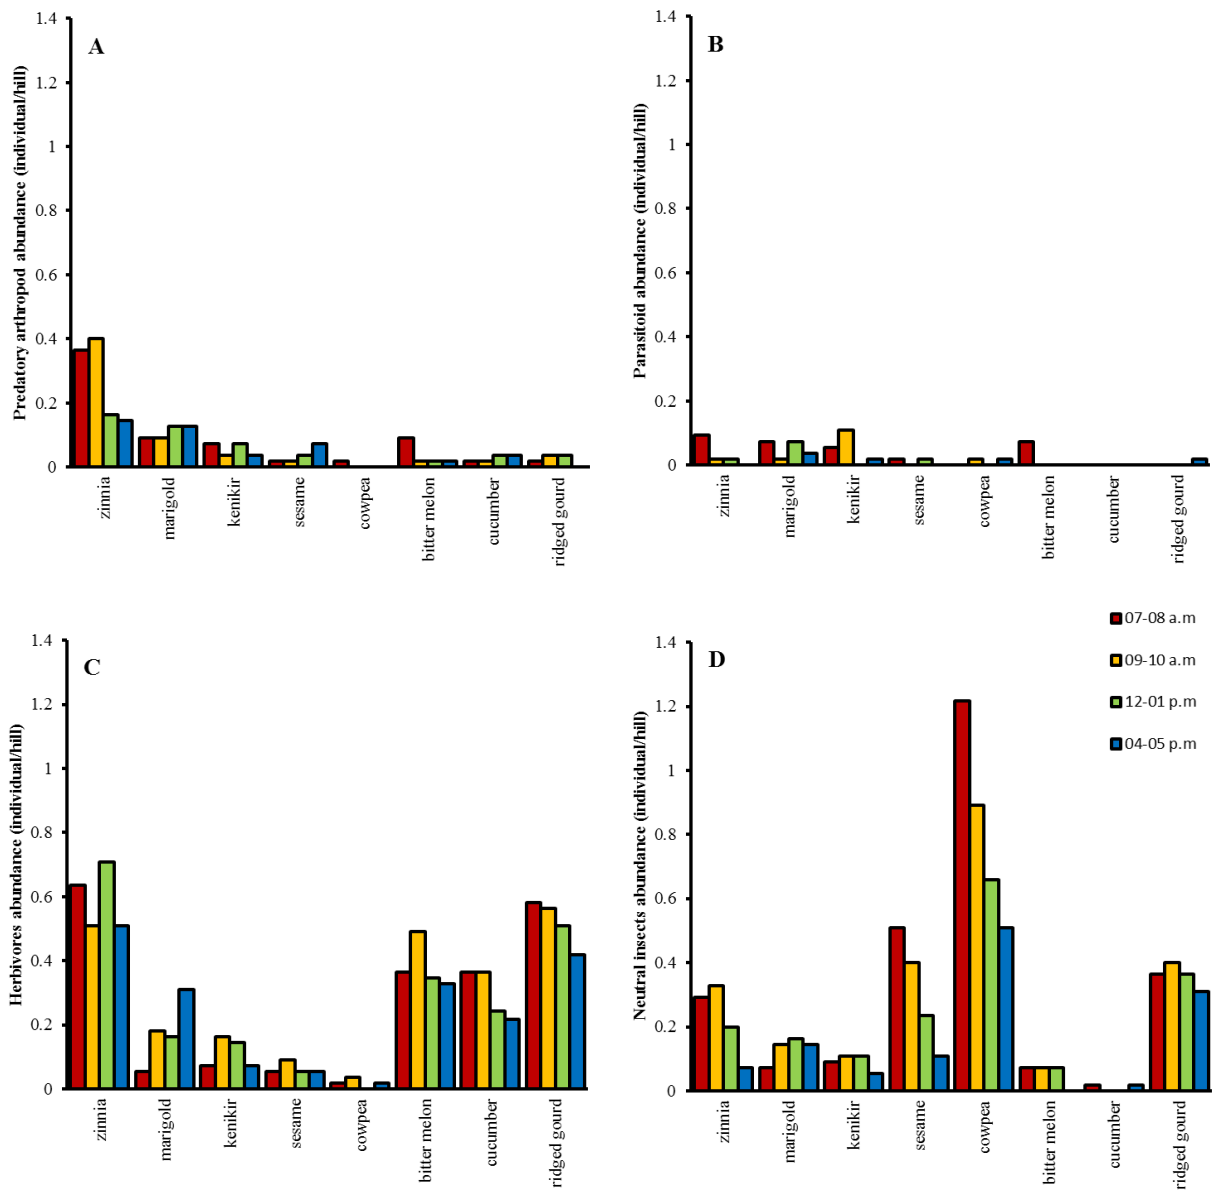 A
Predatory arthropod abundance (individual/hill)
1.4
1.2
1
0.8
0.6
0.4
0.2
0
zinnia
marigold
kenikir
sesame
cowpea
bitter melon
cucumber
ridged gourd
B
Parasitoid abundance (individual/hill)
1.4
1.2
1
0.8
0.6
0.4
0.2
0
zinnia
marigold
kenikir
sesame
cowpea
bitter melon
cucumber
ridged gourd
C
Herbivores abundance (individual/hill)
1.4
1.2
1
0.8
0.6
0.4
0.2
0
zinnia
marigold
kenikir
sesame
cowpea
bitter melon
cucumber
ridged gourd
D
Neutral insects abundance (individual/hill)
1.4
1.2
1
0.8
0.6
0.4
0.2
0
zinnia
marigold
kenikir
sesame
cowpea
bitter melon
cucumber
ridged gourd
07-08 a.m
09-10 a.m
12-01 p.m
04-05 p.m